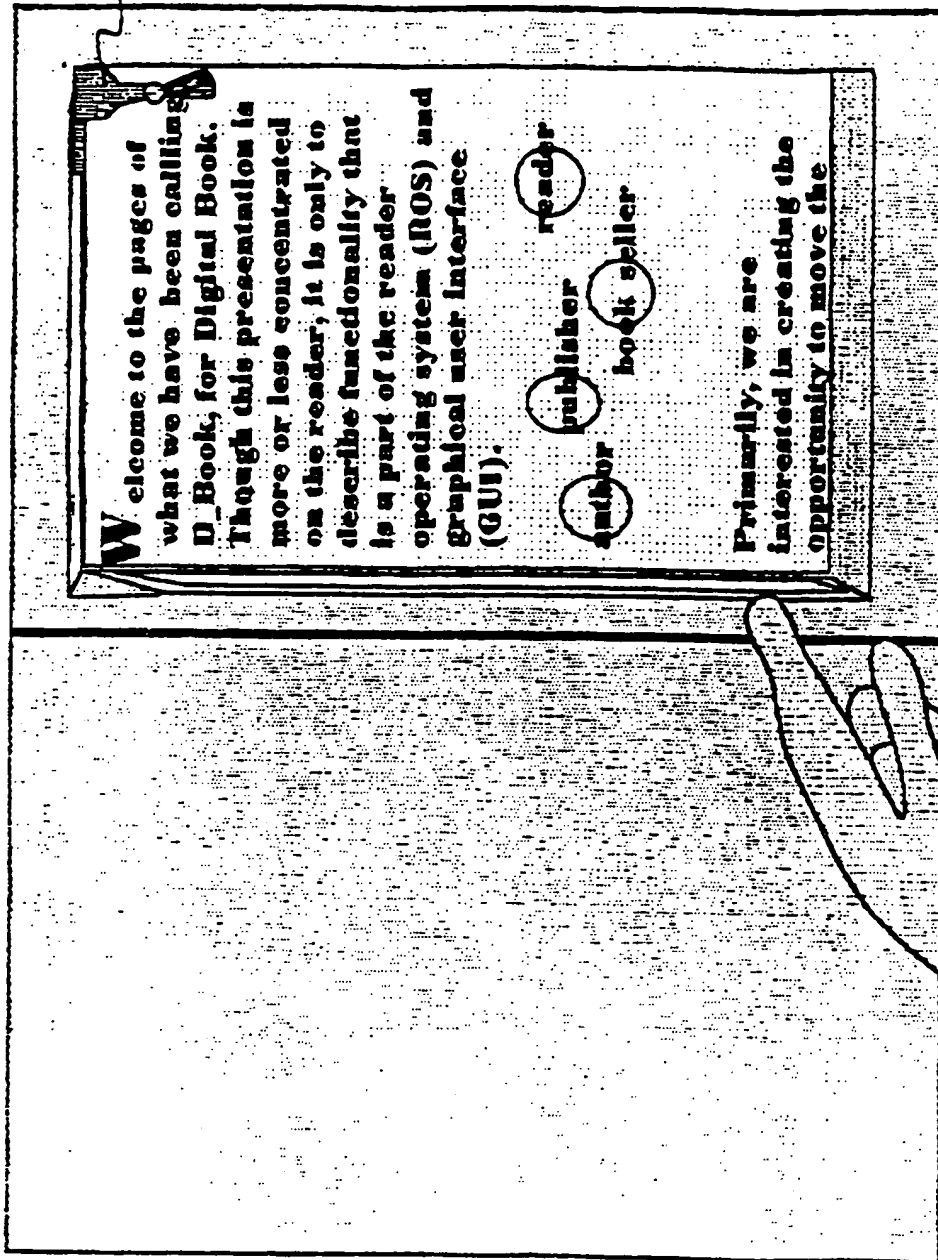 Welcome to the pages of
what we have been calling
D_Book, for Digital Book.
Though this presentation is
more or less concentrated
on the reader, it is only to
describe functionality that
is a part of the reader
operating system (ROS) and
graphical user interface
(GUI).
author
publisher
book seller
reader
Primarily, we are
interested in creating the
opportunity to move the